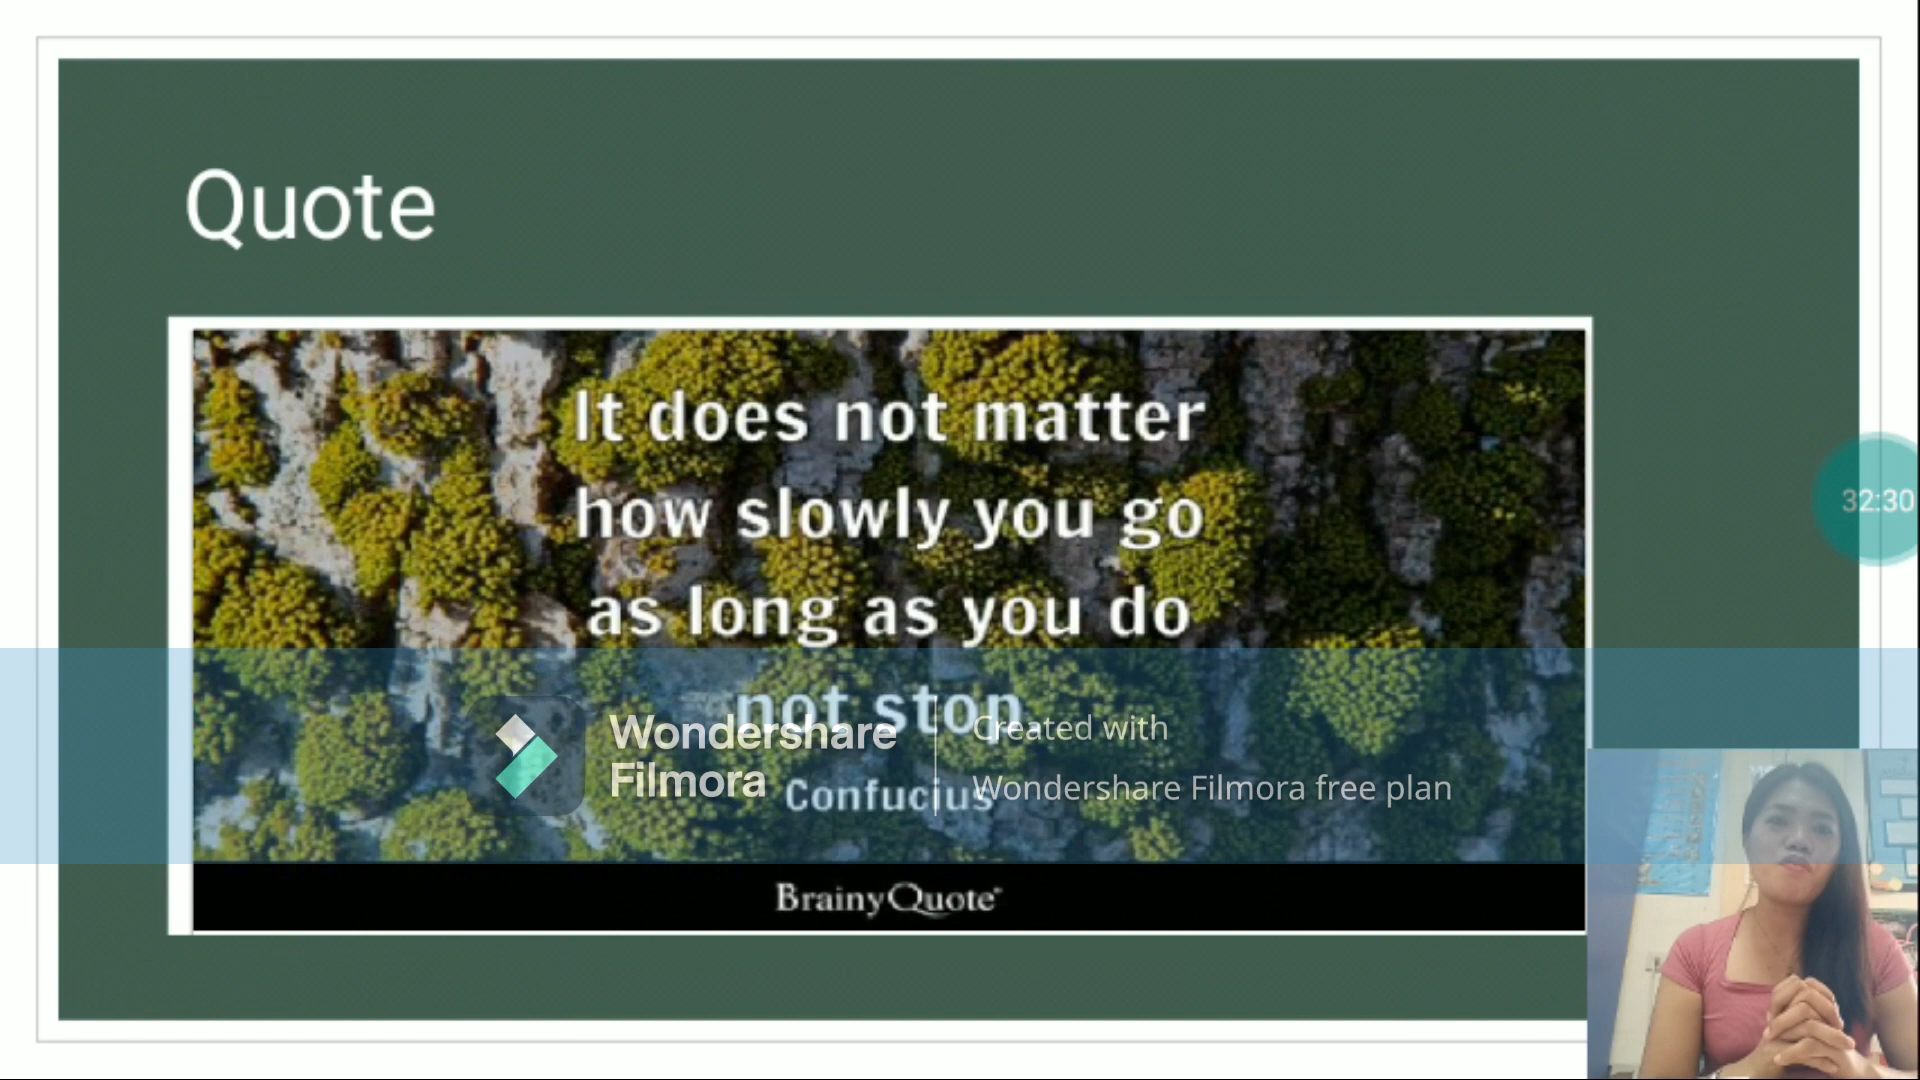 Quote
It does not matter
how slowly you go
as long as you do
not stop.
Confucius
Wondershare
Filmora
Created with
Wondershare Filmora free plan
BrainyQuote
32:30